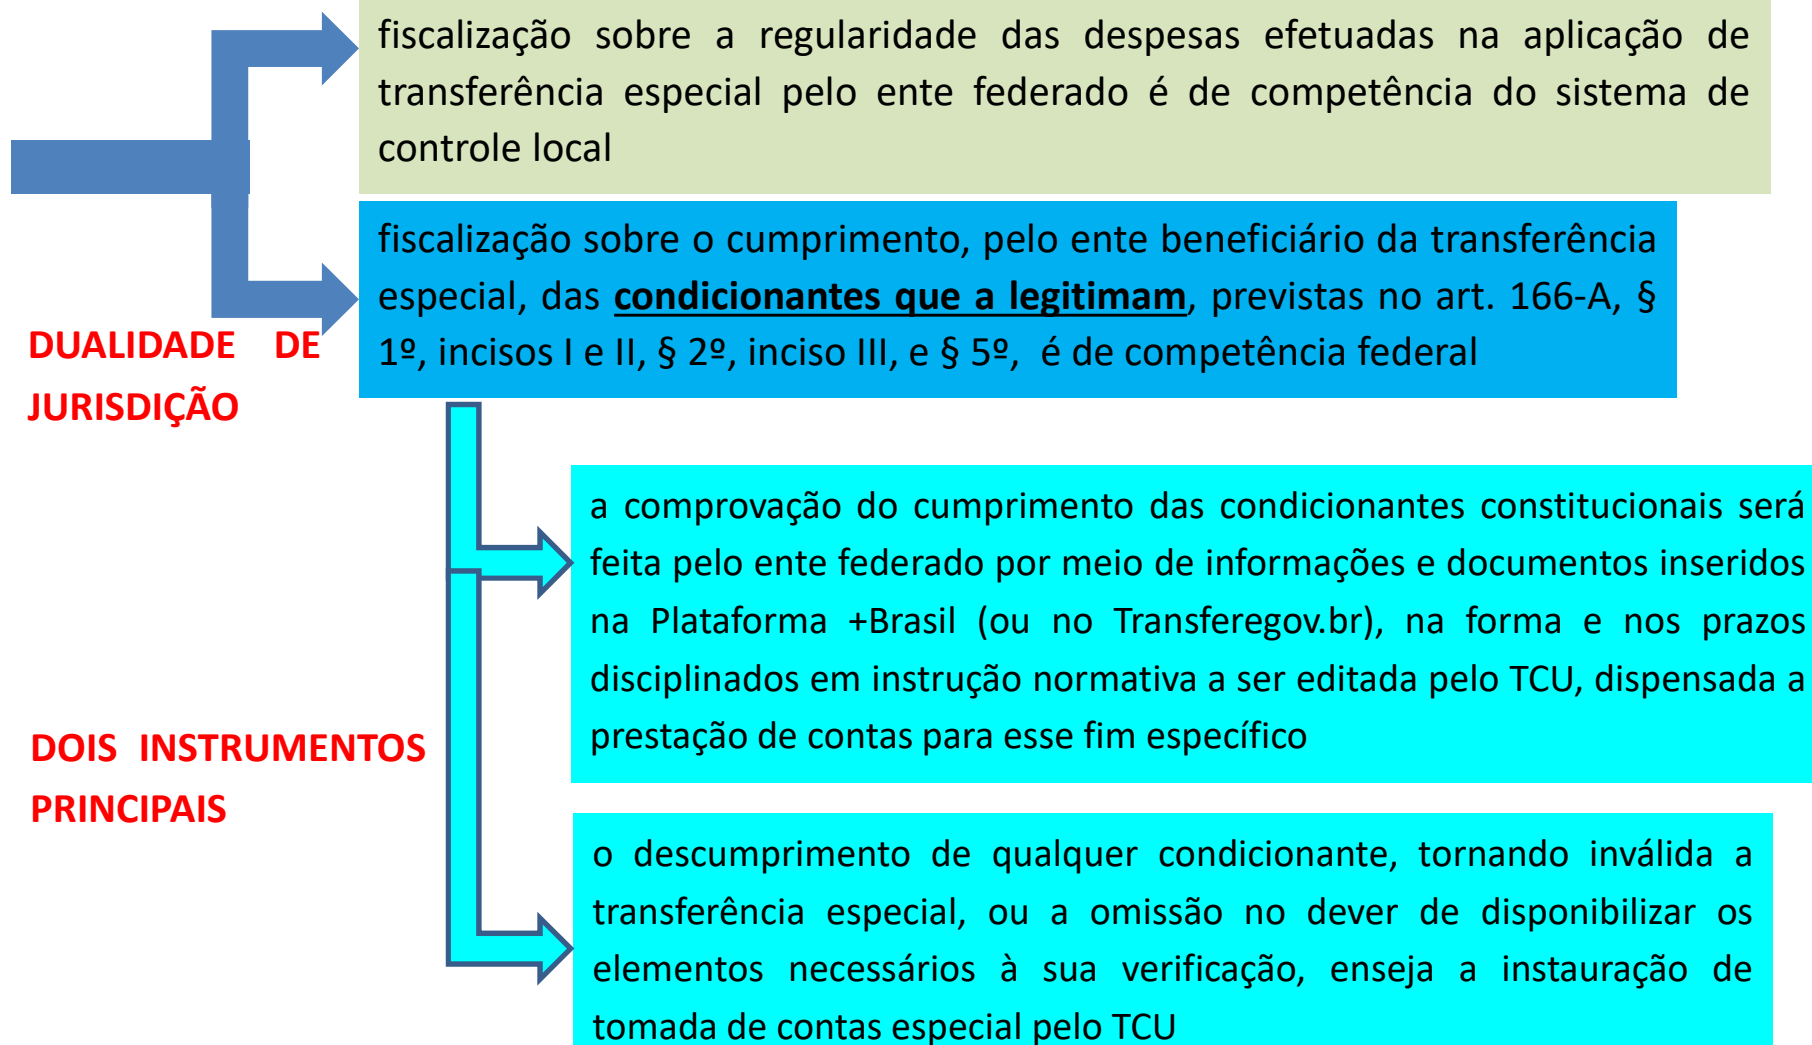 fiscalização sobre a regularidade das despesas efetuadas na aplicação de
transferência especial pelo ente federado é de competência do sistema de
controle local
fiscalização sobre o cumprimento, pelo ente beneficiário da transferência
especial, das condicionantes que a legitimam, previstas no art. 166-A, §
1º, incisos I e II, § 2º, inciso III, e § 5º, é de competência federal
DUALIDADE DE
JURISDIÇÃO
a comprovação do cumprimento das condicionantes constitucionais será
feita pelo ente federado por meio de informações e documentos inseridos
na Plataforma +Brasil (ou no Transferegov.br), na forma e nos prazos
disciplinados em instrução normativa a ser editada pelo TCU, dispensada a
prestação de contas para esse fim específico
DOIS INSTRUMENTOS
PRINCIPAIS
o descumprimento de qualquer condicionante, tornando inválida a
transferência especial, ou a omissão no dever de disponibilizar os
elementos necessários à sua verificação, enseja a instauração de
tomada de contas especial pelo TCU